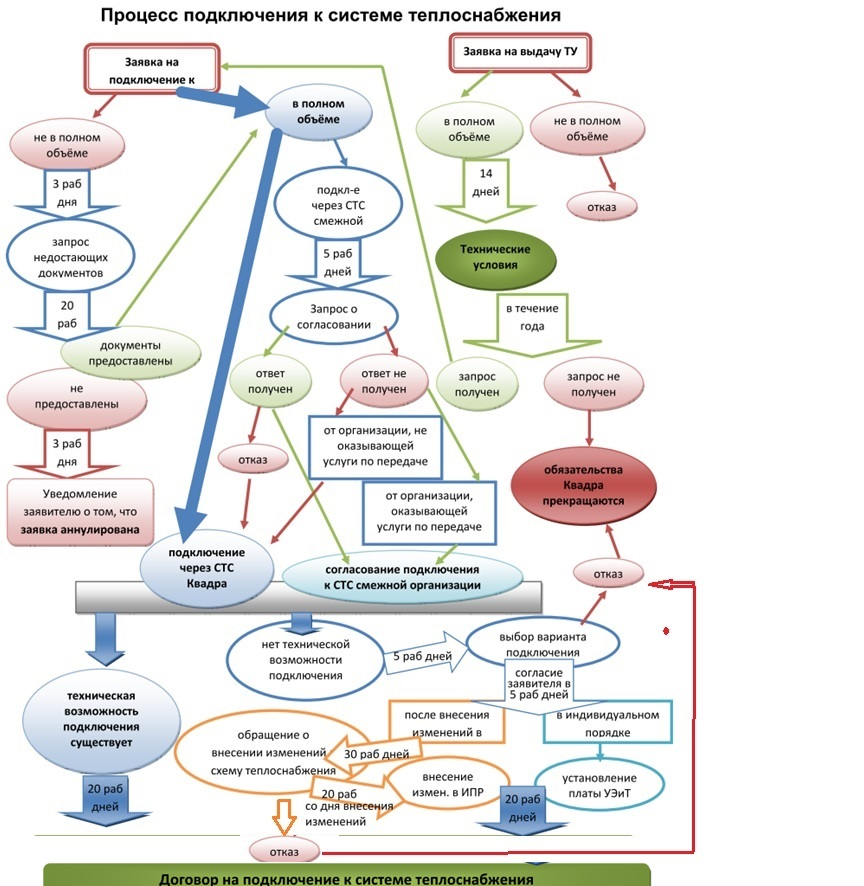 Процесс подключения к системе теплоснабжения
Заявка на
подключение к
Заявка на выдачу ТУ
в полном
объёме
не в полном
объёме
в полном
объёме
не в полном
объёме
3 раб
дня
подкл-е
через СТС
смежной
14
дней
отказ
запрос
недостающих
документов
5 раб
дней
Технические
условия
20
раб
Запрос о
согласовании
в течение
года
документы
предоставлены
не
предоставлены
ответ
получен
ответ не
получен
запрос
получен
запрос не
получен
3 раб
дня
отказ
от организации, не
оказывающей
услуги по передаче
обязательства
Квадра
прекращаются
Уведомление
заявителю о том, что
заявка аннулирована
от организации,
оказывающей
услуги по передаче
подключение
через СТС
Квадра
согласование подключения
к СТС смежной организации
отказ
нет технической
возможности
подключения
5 раб дней
выбор варианта
подключения
согласие
заявителя в
5 раб дней
техническая
возможность
подключения
существует
после внесения
изменений в
в индивидуальном
порядке
обращение о
внесении изменений
схему теплоснабжения
30 раб дней
внесение
измен. в ИПР
установление
платы УЭиТ
20 раб
дней
20 раб
со дня внесения
изменений
20 раб
дней
отказ
Договор на подключение к системе теплоснабжения